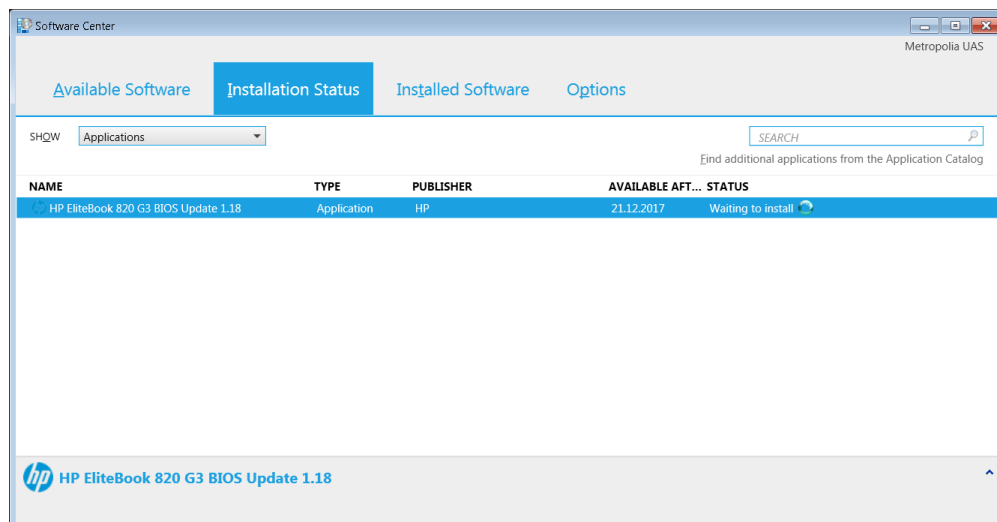 Software Center
Metropolia UAS
Available Software Installation Status Installed Software Options
SHOW Applications SEARCH
Find additional applications from the Application Catalog
NAME TYPE PUBLISHER AVAILABLE AFT... STATUS
HP EliteBook 820 G3 BIOS Update 1.18 Application HP 21.12.2017 Waiting to install
hp HP EliteBook 820 G3 BIOS Update 1.18